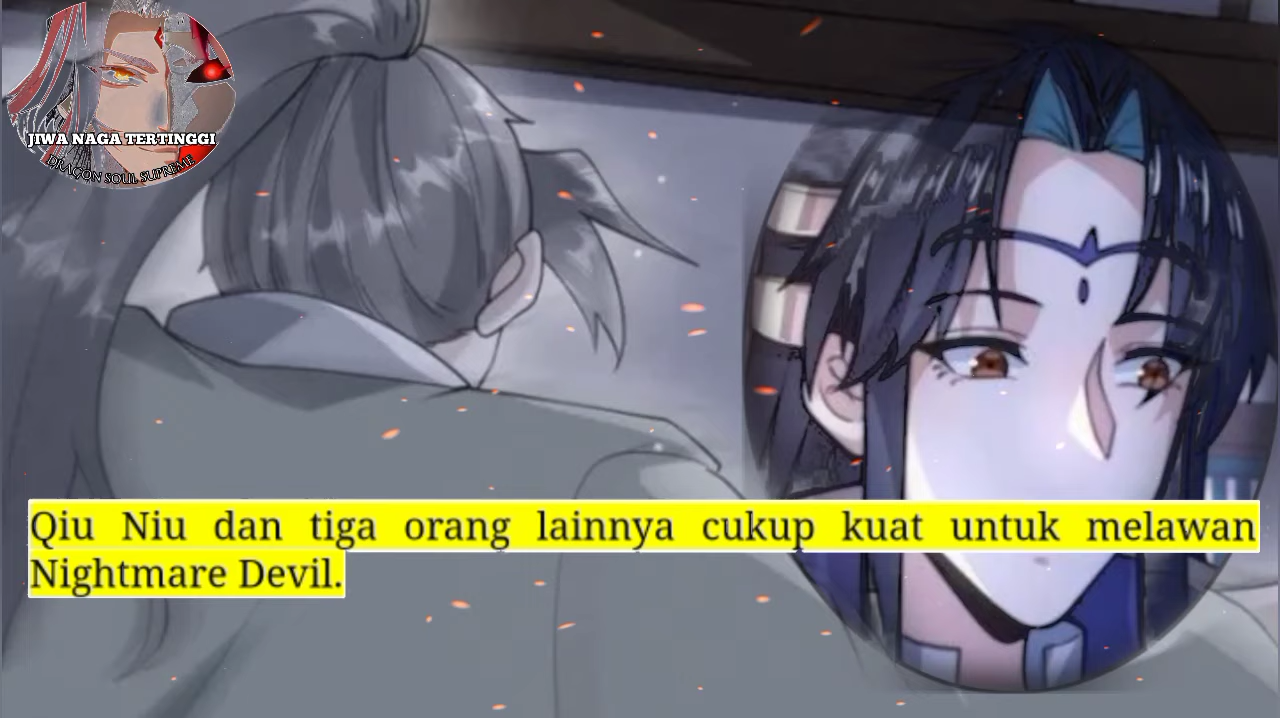 JIWA NAGA TERTINGGI
DRAGON SOUL SUPREME
Qiu Niu dan tiga orang lainnya cukup kuat untuk melawan
Nightmare Devil.